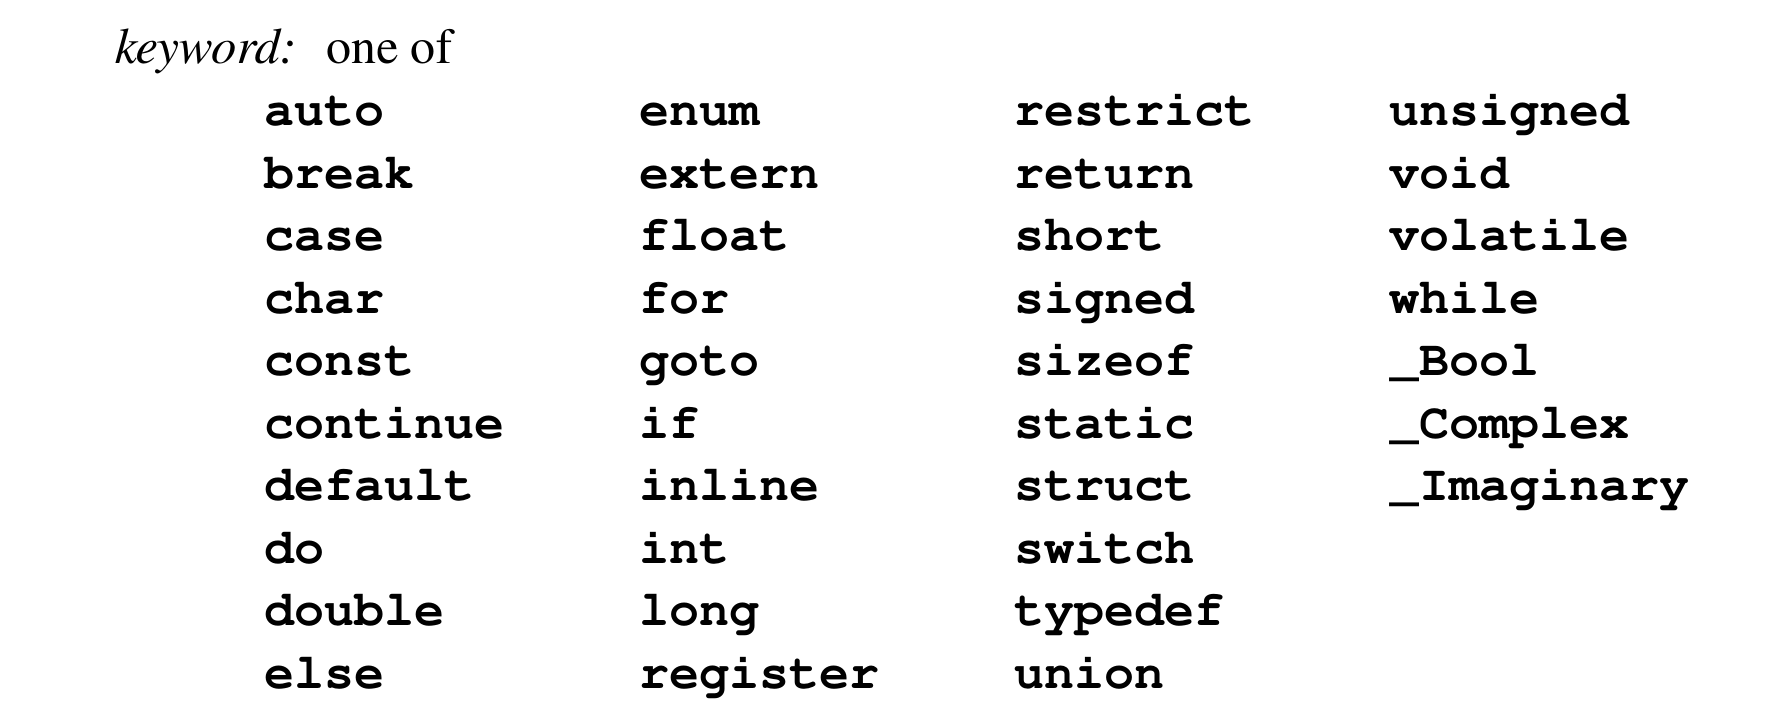 keyword: one of
auto enum restrict unsigned
break extern return void
case float short volatile
char for signed while
const goto sizeof _Bool
continue if static _Complex
default inline struct _Imaginary
do int switch
double long typedef
else register union